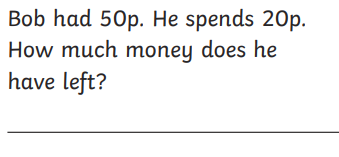 Bob had 50p. He spends 20p.
How much money does he
have left?